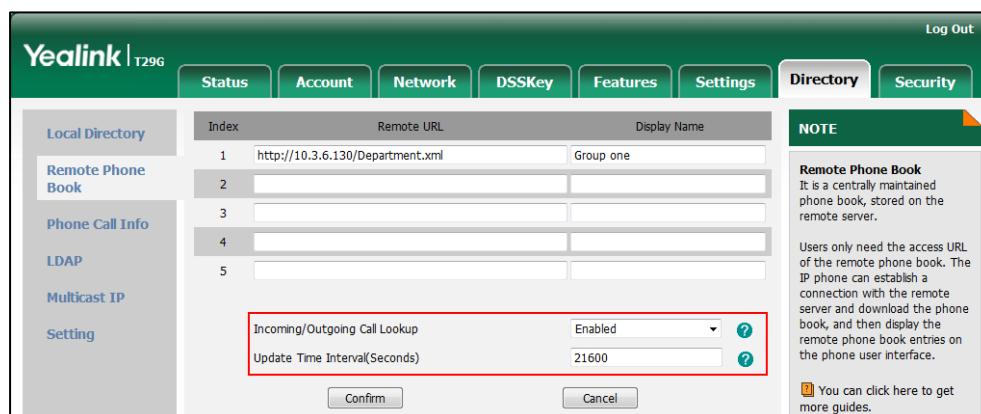 Log Out
Yealink | T29G
Status Account Network DSSKey Features Settings Directory Security
Local Directory
Remote Phone
Book
Phone Call Info
LDAP
Multicast IP
Setting
Index Remote URL Display Name
1 http://10.3.6.130/Department.xml Group one
2
3
4
5
Incoming/Outgoing Call Lookup Enabled ?
Update Time Interval(Seconds) 21600 ?
Confirm Cancel
NOTE
Remote Phone Book
It is a centrally maintained
phone book, stored on the
remote server.
Users only need the access URL
of the remote phone book. The
IP phone can establish a
connection with the remote
server and download the phone
book, and then display the
remote phone book entries on
the phone user interface.
? You can click here to get
more guides.